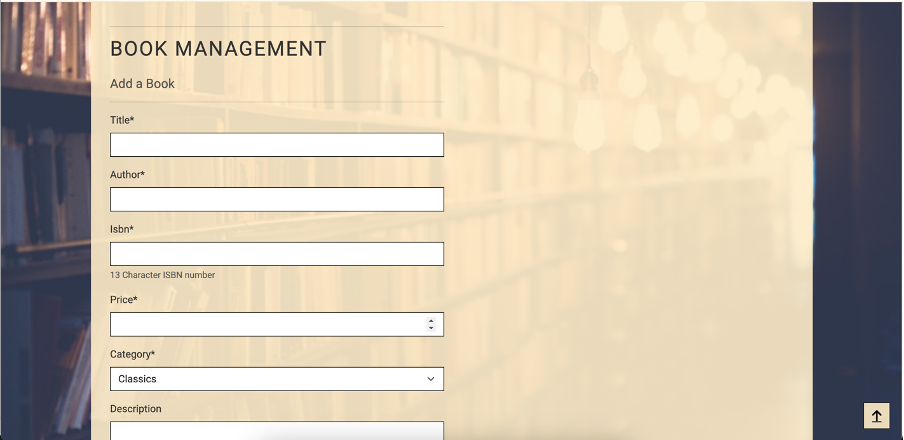 BOOK MANAGEMENT
Add a Book
Title*
Author*
Isbn*
13 Character ISBN number
Price*
Category*
Classics
Description